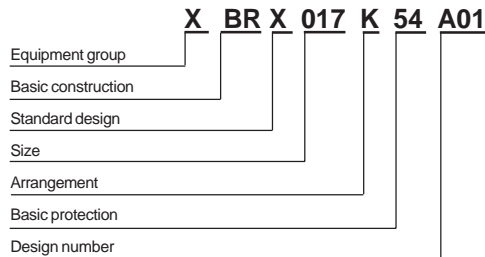 X BR X 017 K 54 A01
Equipment group
Basic construction
Standard design
Size
Arrangement
Basic protection
Design number